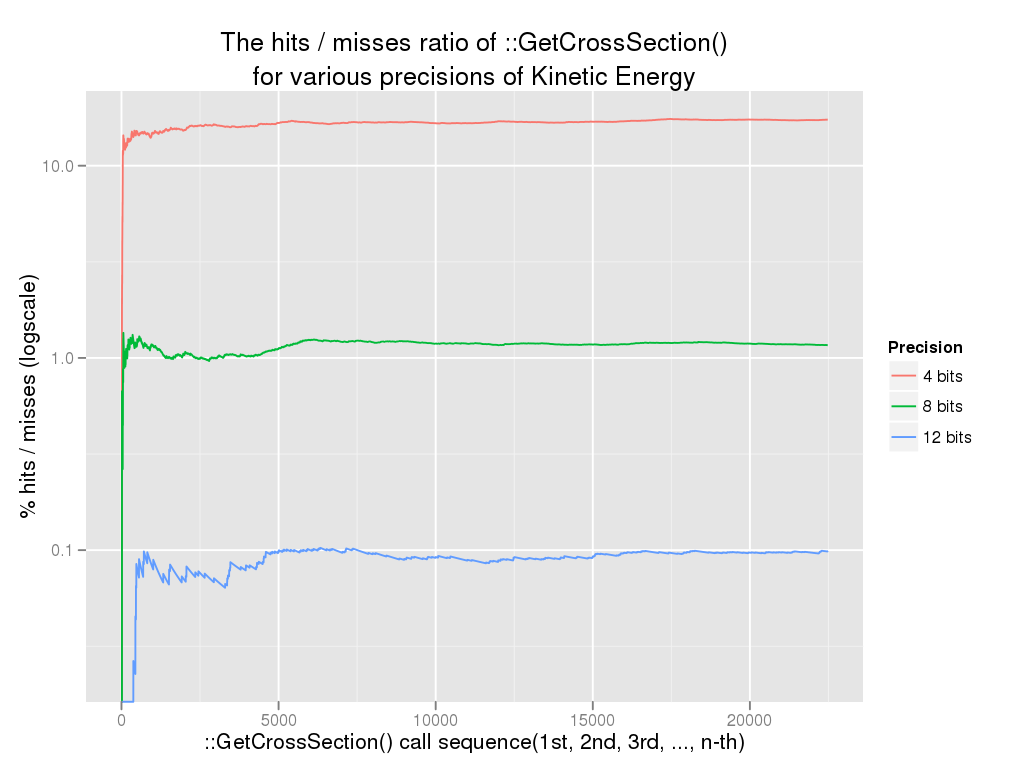 The hits / misses ratio of ::GetCrossSection()
for various precisions of Kinetic Energy
% hits / misses (logscale)
10.0
1.0
0.1
0
5000
10000
15000
20000
::GetCrossSection() call sequence(1st, 2nd, 3rd, ..., n-th)
Precision
4 bits
8 bits
12 bits